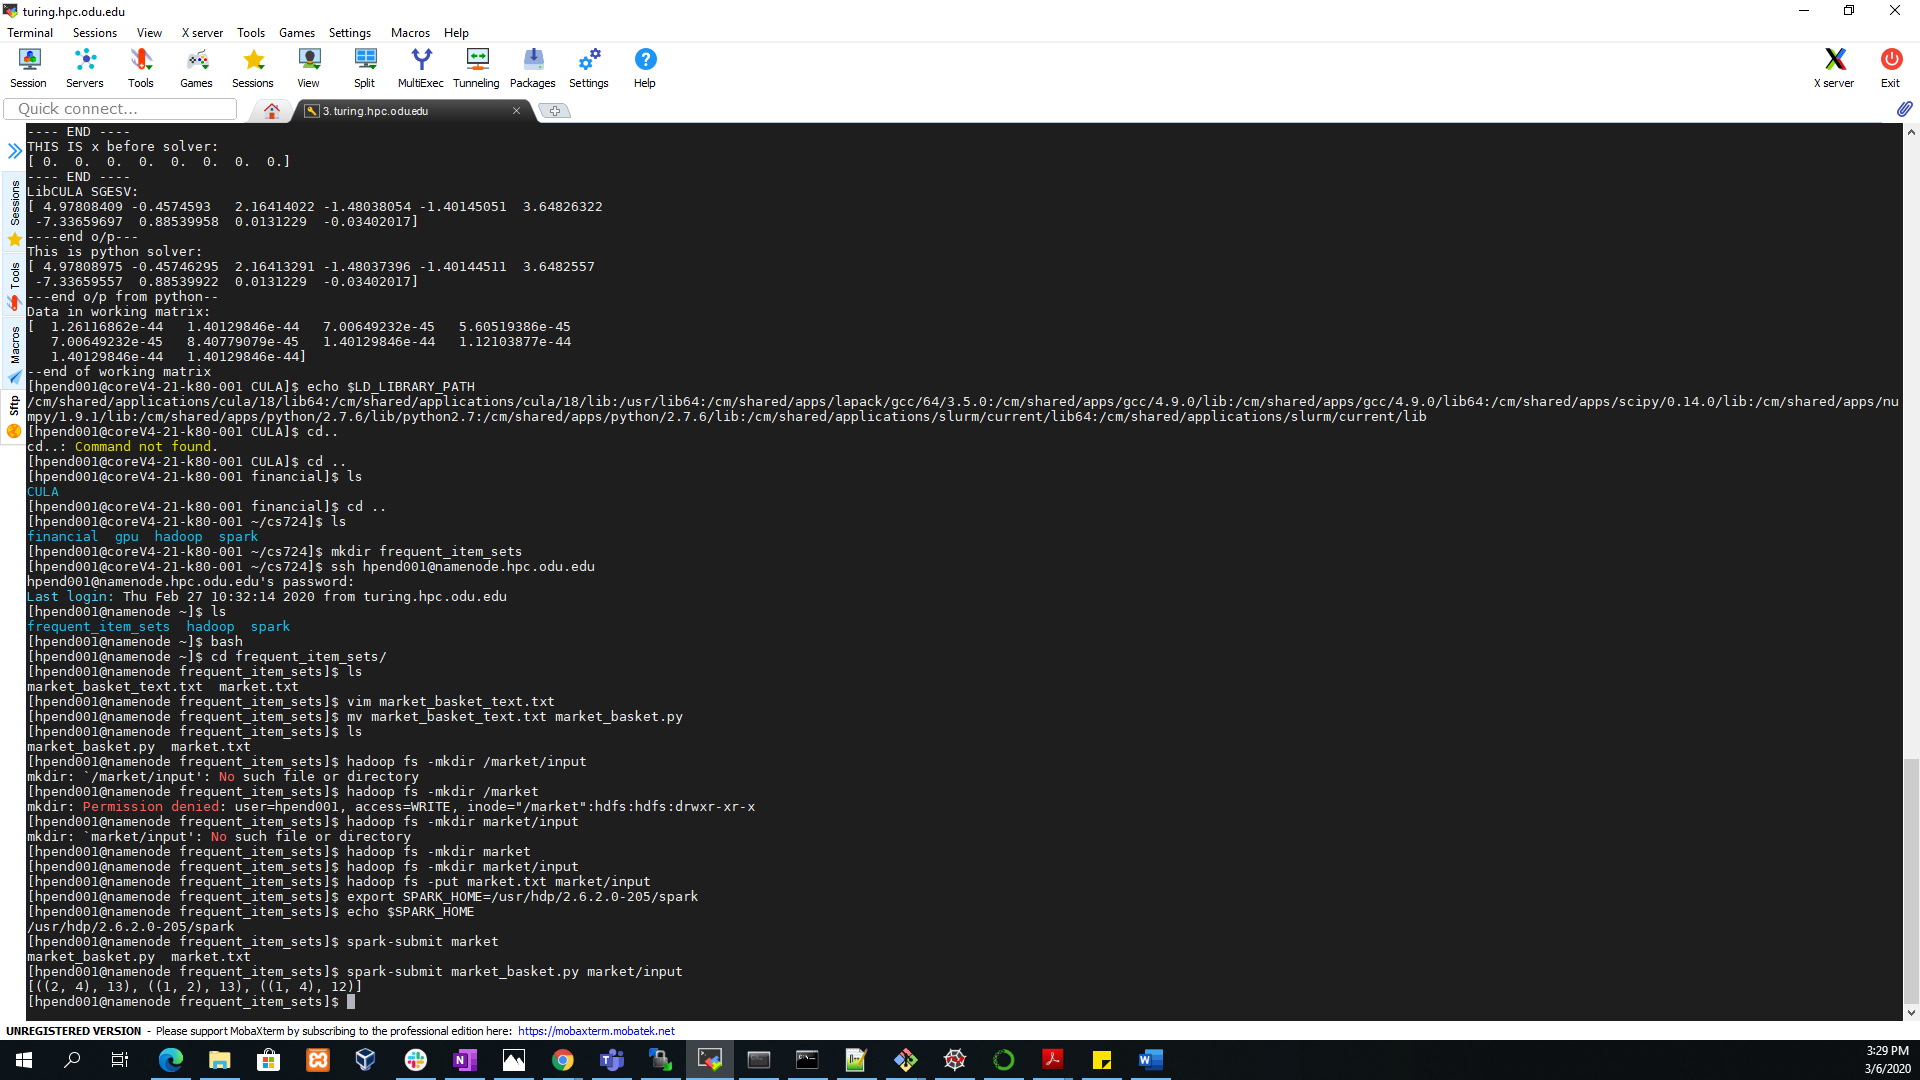 turing.hpc.odu.edu
Terminal Sessions View X server Tools Games Settings Macros Help
Session Servers Tools Games Sessions View Split MultiExec Tunneling Packages Settings Help X server Exit
Quick connect...
3. turing.hpc.odu.edu
Sessions
Tools
Macros
Sftp
---- END ----
THIS IS x before solver:
[ 0.  0.  0.  0.  0.  0.  0.  0.]
---- END ----
LibCULA SGESV:
[ 4.97808409 -0.4574593   2.16414022 -1.48038054 -1.40145051  3.64826322
 -7.33659697  0.88539958  0.0131229  -0.03402017]
----end o/p---
This is python solver:
[ 4.97808975 -0.45746295  2.16413291 -1.48037396 -1.40144511  3.6482557
 -7.33659557  0.88539922  0.0131229  -0.03402017]
---end o/p from python--
Data in working matrix:
[  1.26116862e-44   1.40129846e-44   7.00649232e-45   5.60519386e-45
   7.00649232e-45   8.40779079e-45   1.40129846e-44   1.12103877e-44
   1.40129846e-44   1.40129846e-44]
--end of working matrix
[hpend001@coreV4-21-k80-001 CULA]$ echo $LD_LIBRARY_PATH
/cm/shared/applications/cula/18/lib64:/cm/shared/applications/cula/18/lib:/usr/lib64:/cm/shared/apps/lapack/gcc/64/3.5.0:/cm/shared/apps/gcc/4.9.0/lib:/cm/shared/apps/gcc/4.9.0/lib64:/cm/shared/apps/scipy/0.14.0/lib:/cm/shared/apps/nu
mpy/1.9.1/lib:/cm/shared/apps/python/2.7.6/lib/python2.7:/cm/shared/apps/python/2.7.6/lib:/cm/shared/applications/slurm/current/lib64:/cm/shared/applications/slurm/current/lib
[hpend001@coreV4-21-k80-001 CULA]$ cd..
cd..: Command not found.
[hpend001@coreV4-21-k80-001 CULA]$ cd ..
[hpend001@coreV4-21-k80-001 financial]$ ls
CULA
[hpend001@coreV4-21-k80-001 financial]$ cd ..
[hpend001@coreV4-21-k80-001 ~/cs724]$ ls
financial  gpu  hadoop  spark
[hpend001@coreV4-21-k80-001 ~/cs724]$ mkdir frequent_item_sets
[hpend001@coreV4-21-k80-001 ~/cs724]$ ssh hpend001@namenode.hpc.odu.edu
hpend001@namenode.hpc.odu.edu's password:
Last login: Thu Feb 27 10:32:14 2020 from turing.hpc.odu.edu
[hpend001@namenode ~]$ ls
frequent_item_sets  hadoop  spark
[hpend001@namenode ~]$ bash
[hpend001@namenode ~]$ cd frequent_item_sets/
[hpend001@namenode frequent_item_sets]$ ls
market_basket_text.txt  market.txt
[hpend001@namenode frequent_item_sets]$ vim market_basket_text.txt
[hpend001@namenode frequent_item_sets]$ mv market_basket_text.txt market_basket.py
[hpend001@namenode frequent_item_sets]$ ls
market_basket.py  market.txt
[hpend001@namenode frequent_item_sets]$ hadoop fs -mkdir /market/input
mkdir: `/market/input': No such file or directory
[hpend001@namenode frequent_item_sets]$ hadoop fs -mkdir /market
mkdir: Permission denied: user=hpend001, access=WRITE, inode="/market":hdfs:hdfs:drwxr-xr-x
[hpend001@namenode frequent_item_sets]$ hadoop fs -mkdir market/input
mkdir: `market/input': No such file or directory
[hpend001@namenode frequent_item_sets]$ hadoop fs -mkdir market
[hpend001@namenode frequent_item_sets]$ hadoop fs -mkdir market/input
[hpend001@namenode frequent_item_sets]$ hadoop fs -put market.txt market/input
[hpend001@namenode frequent_item_sets]$ export SPARK_HOME=/usr/hdp/2.6.2.0-205/spark
[hpend001@namenode frequent_item_sets]$ echo $SPARK_HOME
/usr/hdp/2.6.2.0-205/spark
[hpend001@namenode frequent_item_sets]$ spark-submit market
market_basket.py  market.txt
[hpend001@namenode frequent_item_sets]$ spark-submit market_basket.py market/input
[((2, 4), 13), ((1, 2), 13), ((1, 4), 12)]
[hpend001@namenode frequent_item_sets]$
UNREGISTERED VERSION - Please support MobaXterm by subscribing to the professional edition here: https://mobaxterm.mobatek.net
3:29 PM
3/6/2020